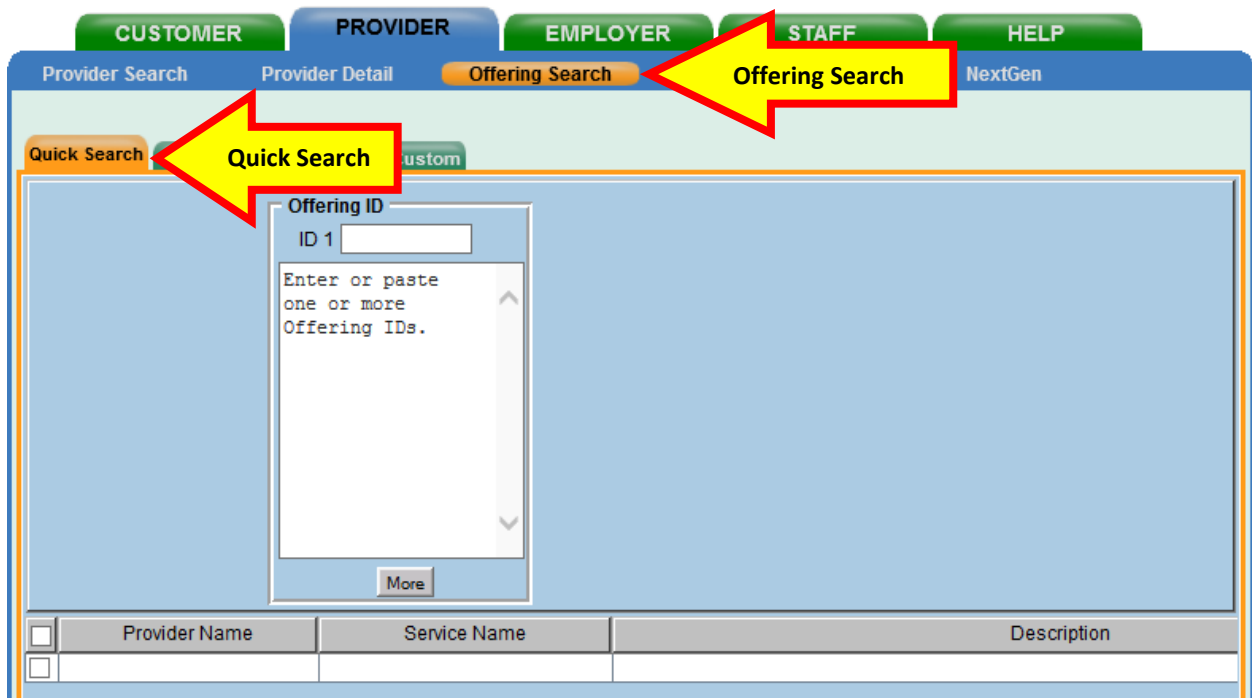 CUSTOMER PROVIDER EMPLOYER STAFF HELP
Provider Search Provider Detail Offering Search Offering Search NextGen
Quick Search Quick Search
Offering ID
ID 1
Enter or paste
one or more
Offering IDs.
More
Provider Name Service Name Description